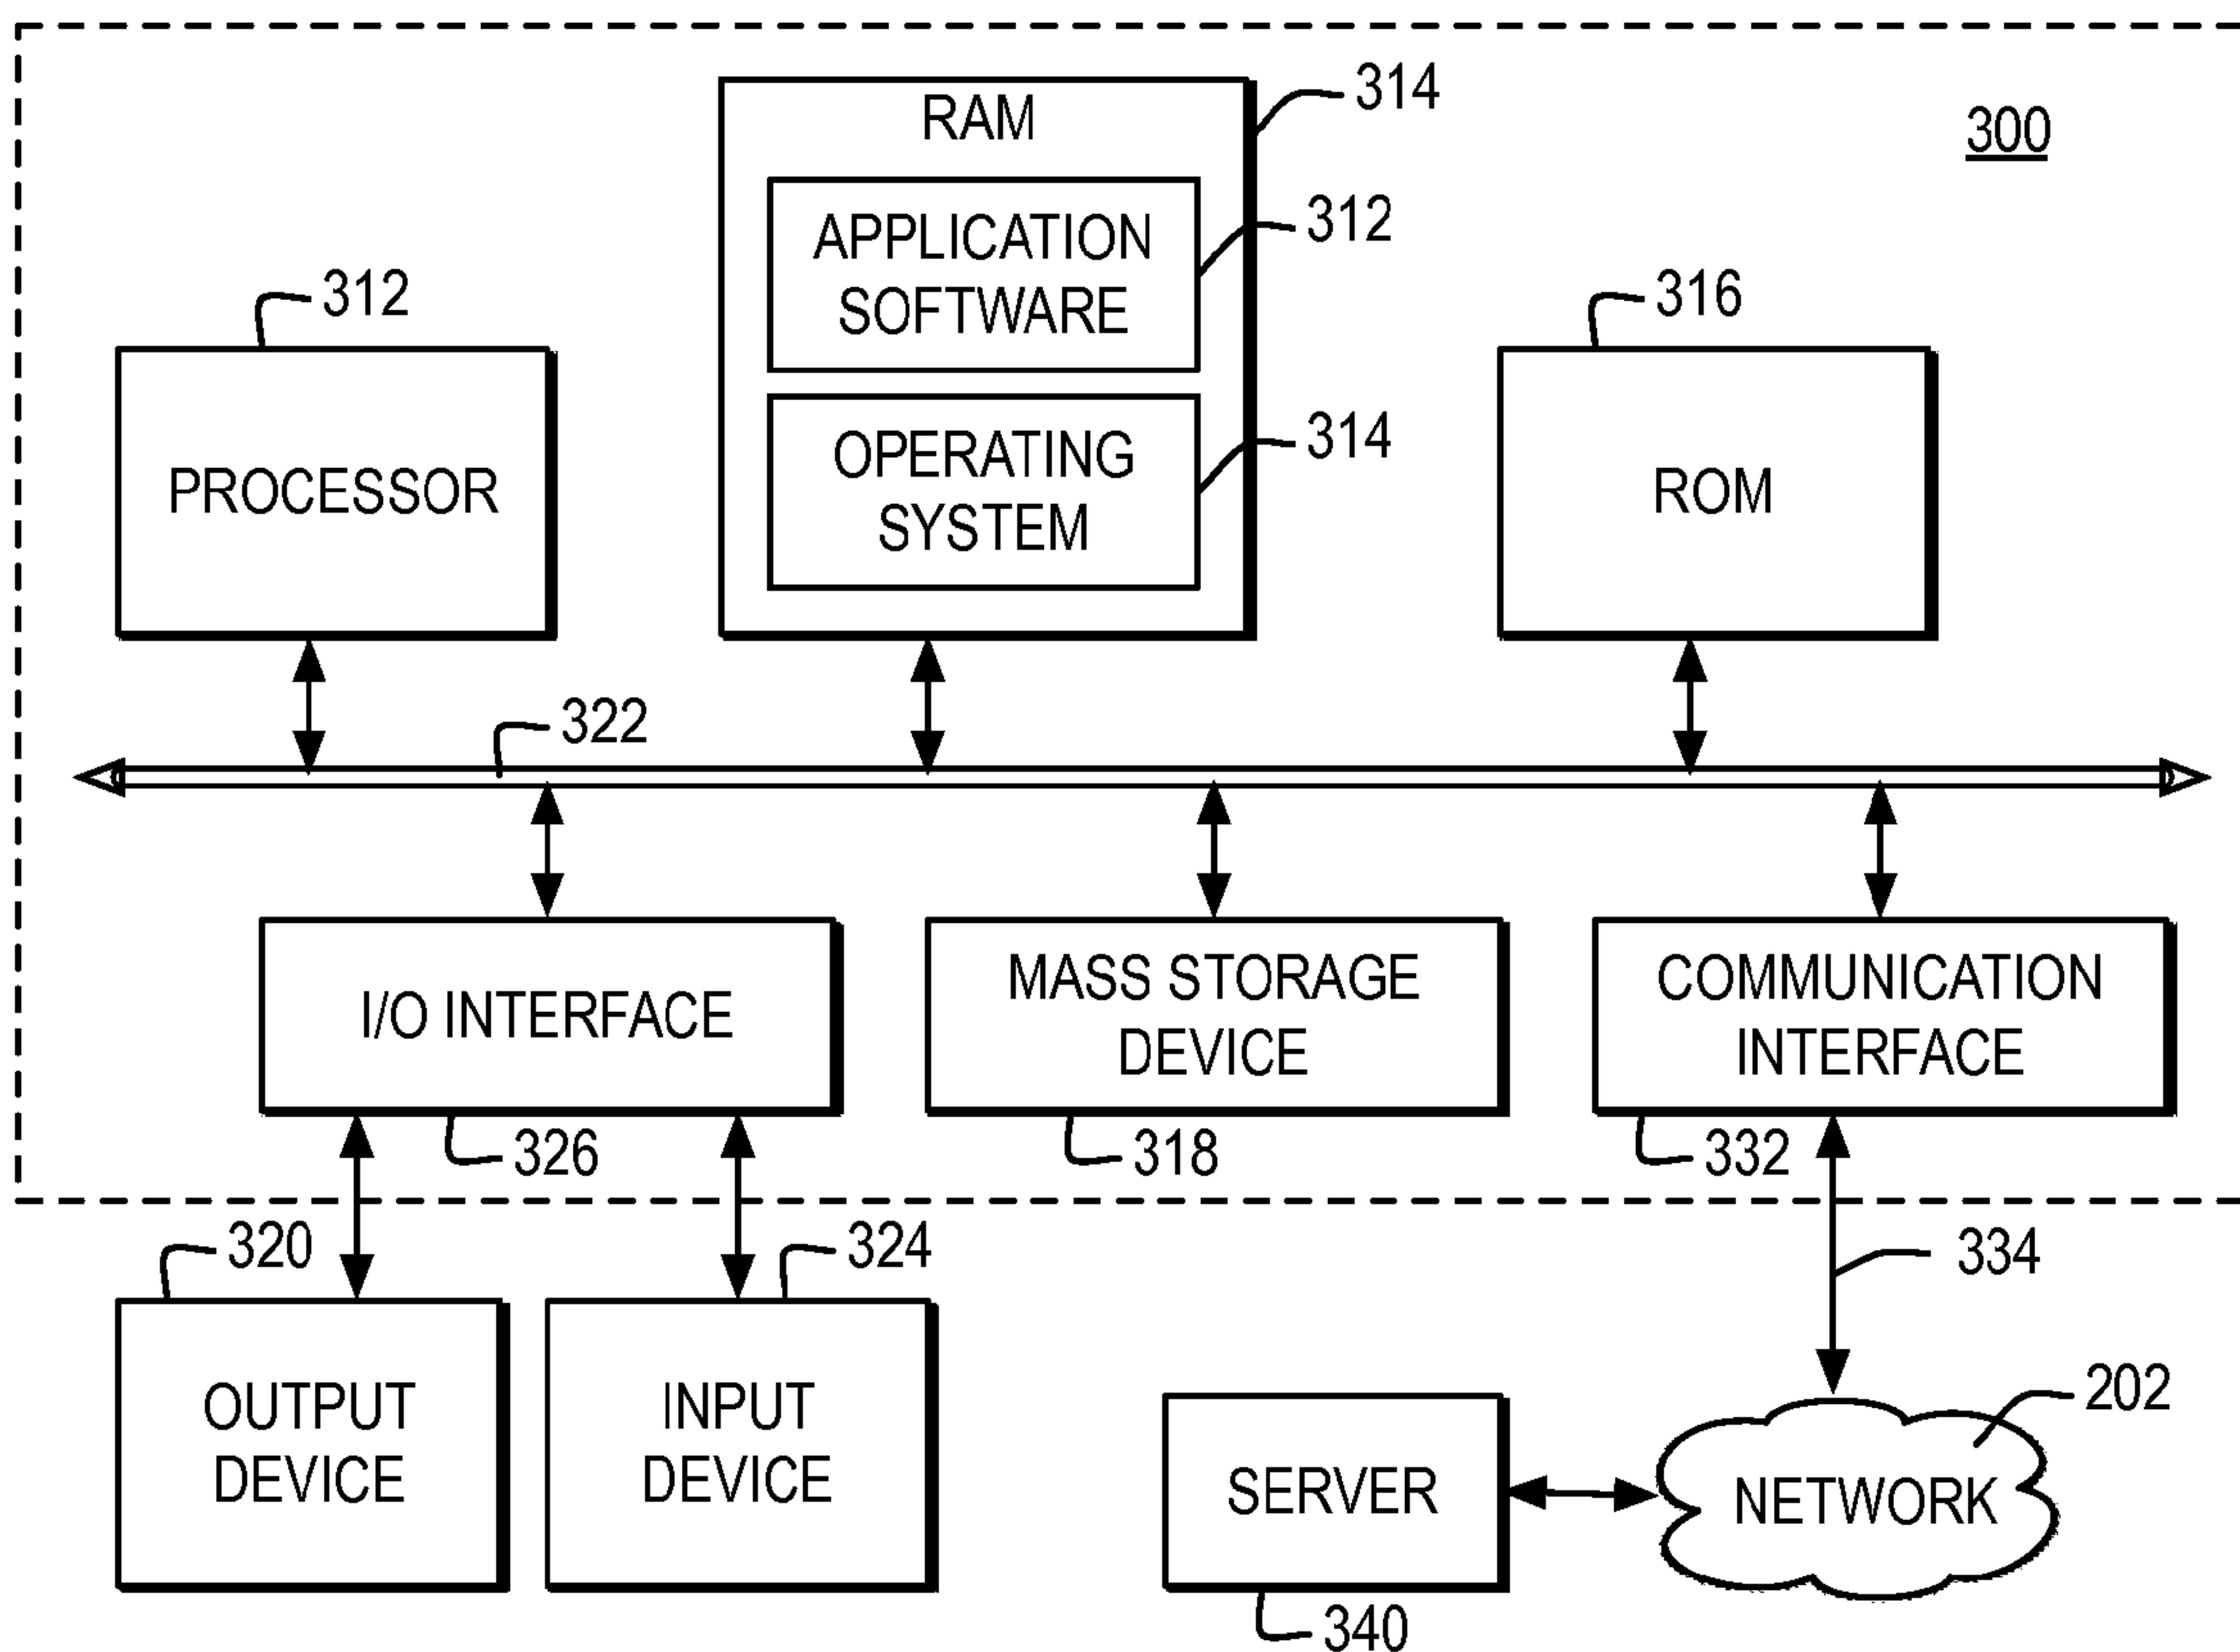 RAM
314
300
APPLICATION
SOFTWARE
312
312
316
OPERATING
SYSTEM
314
PROCESSOR
ROM
322
I/O INTERFACE
MASS STORAGE
DEVICE
COMMUNICATION
INTERFACE
326
318
332
320
324
334
OUTPUT
DEVICE
INPUT
DEVICE
SERVER
202
NETWORK
340